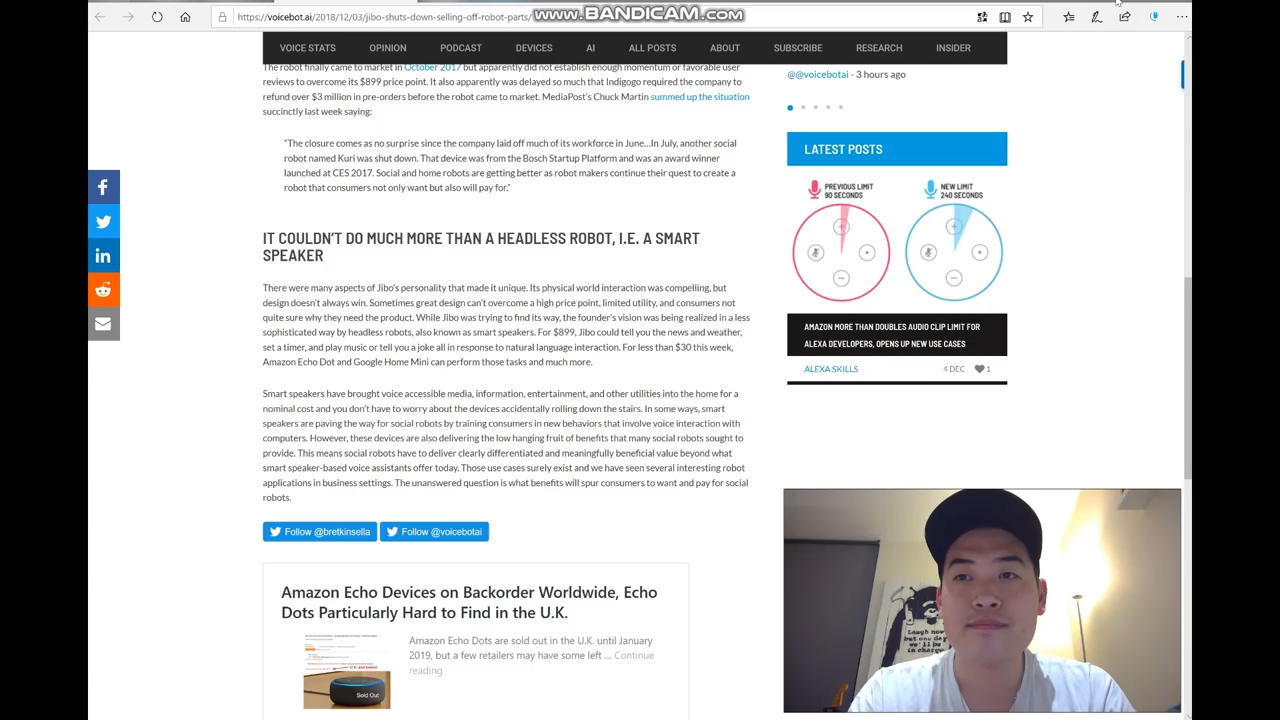 https://voicebot.ai/2018/12/03/jibo-shuts-down-selling-off-robot-parts/
www.BANDICAM.com
VOICE STATS OPINION PODCAST DEVICES AI ALL POSTS ABOUT SUBSCRIBE RESEARCH INSIDER
The robot finally came to market in October 2017 but apparently did not establish enough momentum or favorable user
reviews to overcome its $899 price point. It also apparently was delayed so much that Indigogo required the company to
refund over $3 million in pre-orders before the robot came to market. MediaPost's Chuck Martin summed up the situation
succinctly last week saying:
"The closure comes as no surprise since the company laid off much of its workforce in June…In July, another social
robot named Kuri was shut down. That device was from the Bosch Startup Platform and was an award winner
launched at CES 2017. Social and home robots are getting better as robot makers continue their quest to create a
robot that consumers not only want but also will pay for."
IT COULDN'T DO MUCH MORE THAN A HEADLESS ROBOT, I.E. A SMART
SPEAKER
There were many aspects of Jibo's personality that made it unique. Its physical world interaction was compelling, but
design doesn't always win. Sometimes great design can't overcome a high price point, limited utility, and consumers not
quite sure why they need the product. While Jibo was trying to find its way, the founder's vision was being realized in a less
sophisticated way by headless robots, also known as smart speakers. For $899, Jibo could tell you the news and weather,
set a timer, and play music or tell you a joke all in response to natural language interaction. For less than $30 this week,
Amazon Echo Dot and Google Home Mini can perform those tasks and much more.
Smart speakers have brought voice accessible media, information, entertainment, and other utilities into the home for a
nominal cost and you don't have to worry about the devices accidentally rolling down the stairs. In some ways, smart
speakers are paving the way for social robots by training consumers in new behaviors that involve voice interaction with
computers. However, these devices are also delivering the low hanging fruit of benefits that many social robots sought to
provide. This means social robots have to deliver clearly differentiated and meaningfully beneficial value beyond what
smart speaker-based voice assistants offer today. Those use cases surely exist and we have seen several interesting robot
applications in business settings. The unanswered question is what benefits will spur consumers to want and pay for social
robots.
Follow @bretkinsella Follow @voicebotai
Amazon Echo Devices on Backorder Worldwide, Echo
Dots Particularly Hard to Find in the U.K.
Amazon Echo Dots are sold out in the U.K. until January
2019, but a few retailers may have some left ... Continue
reading
Sold Out
@@voicebotai - 3 hours ago
LATEST POSTS
PREVIOUS LIMIT
90 SECONDS
NEW LIMIT
240 SECONDS
AMAZON MORE THAN DOUBLES AUDIO CLIP LIMIT FOR
ALEXA DEVELOPERS, OPENS UP NEW USE CASES
ALEXA SKILLS 4 DEC 1
Laugh now
but one day
we'll be
in charge